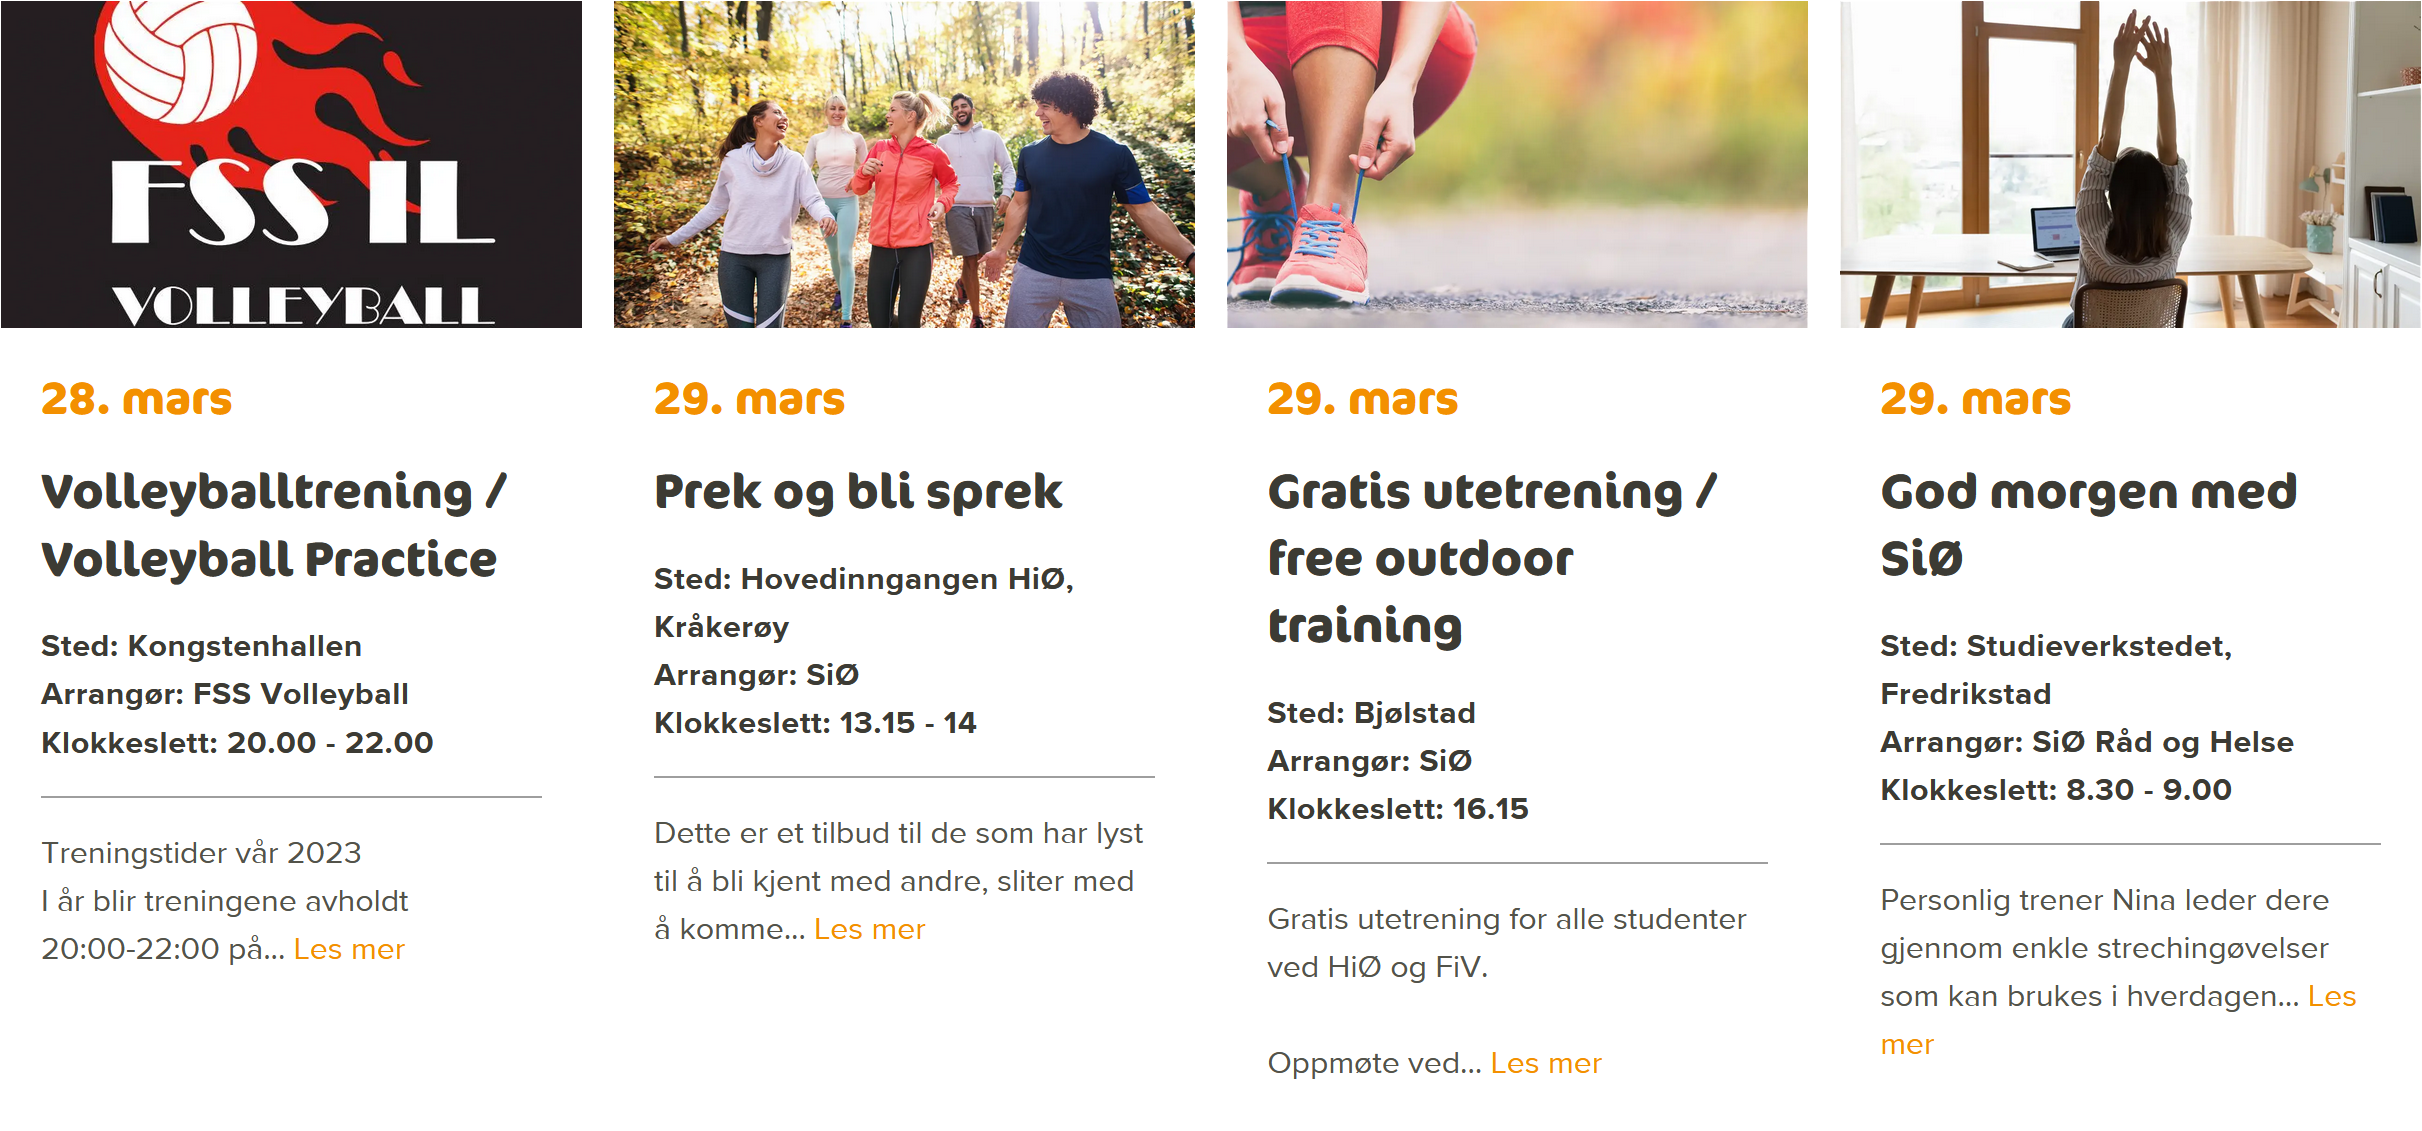 FSS IL
VOLLEYBALL
28. mars
Volleyballtrening /
Volleyball Practice
Sted: Kongstenhallen
Arrangør: FSS Volleyball
Klokkeslett: 20.00 - 22.00
Treningstider vår 2023
I år blir treningene avholdt
20:00-22:00 på... Les mer
29. mars
Prek og bli sprek
Sted: Hovedinngangen HiØ,
Kråkerøy
Arrangør: SiØ
Klokkeslett: 13.15 - 14
Dette er et tilbud til de som har lyst
til å bli kjent med andre, sliter med
å komme... Les mer
29. mars
Gratis utetrening /
free outdoor
training
Sted: Bjølstad
Arrangør: SiØ
Klokkeslett: 16.15
Gratis utetrening for alle studenter
ved HiØ og FiV.
Oppmøte ved... Les mer
29. mars
God morgen med
SiØ
Sted: Studieverkstedet,
Fredrikstad
Arrangør: SiØ Råd og Helse
Klokkeslett: 8.30 - 9.00
Personlig trener Nina leder dere
gjennom enkle strechingøvelser
som kan brukes i hverdagen... Les
mer